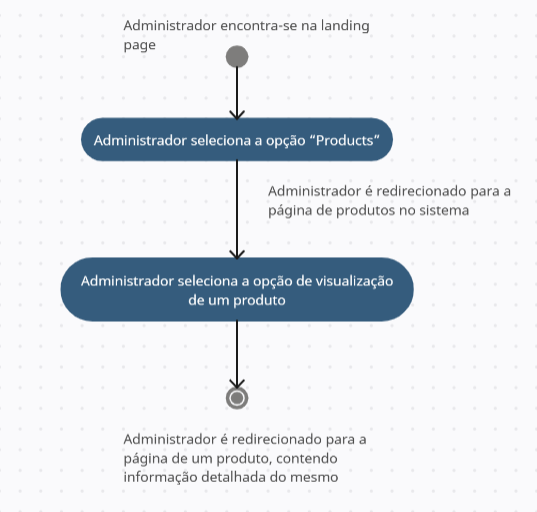 Administrador encontra-se na landing
page
Administrador seleciona a opção “Products”
Administrador é redirecionado para a
página de produtos no sistema
Administrador seleciona a opção de visualização
de um produto
Administrador é redirecionado para a
página de um produto, contendo
informação detalhada do mesmo